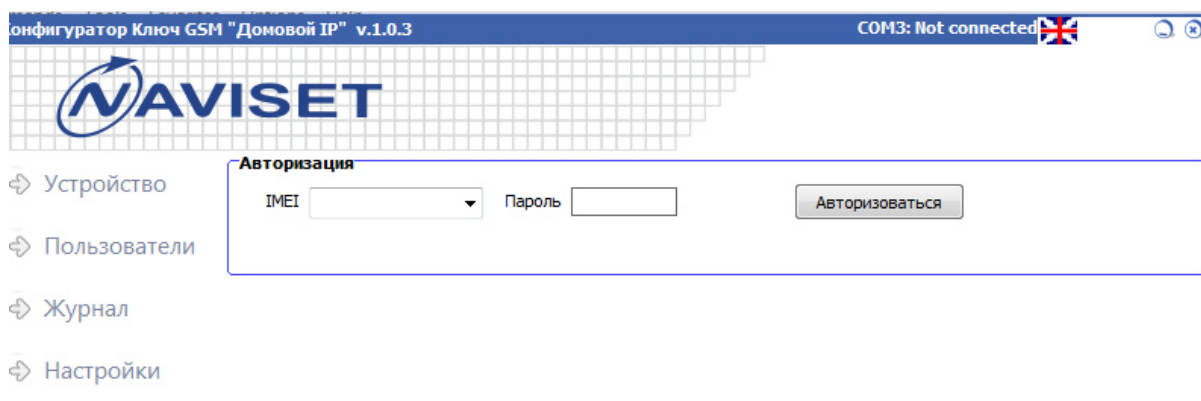 Конфигуратор Ключ GSM "Домовой IP" v.1.0.3 COM3: Not connected
NAVISET
Авторизация
IMEI Пароль Авторизоваться
Устройство
Пользователи
Журнал
Настройки